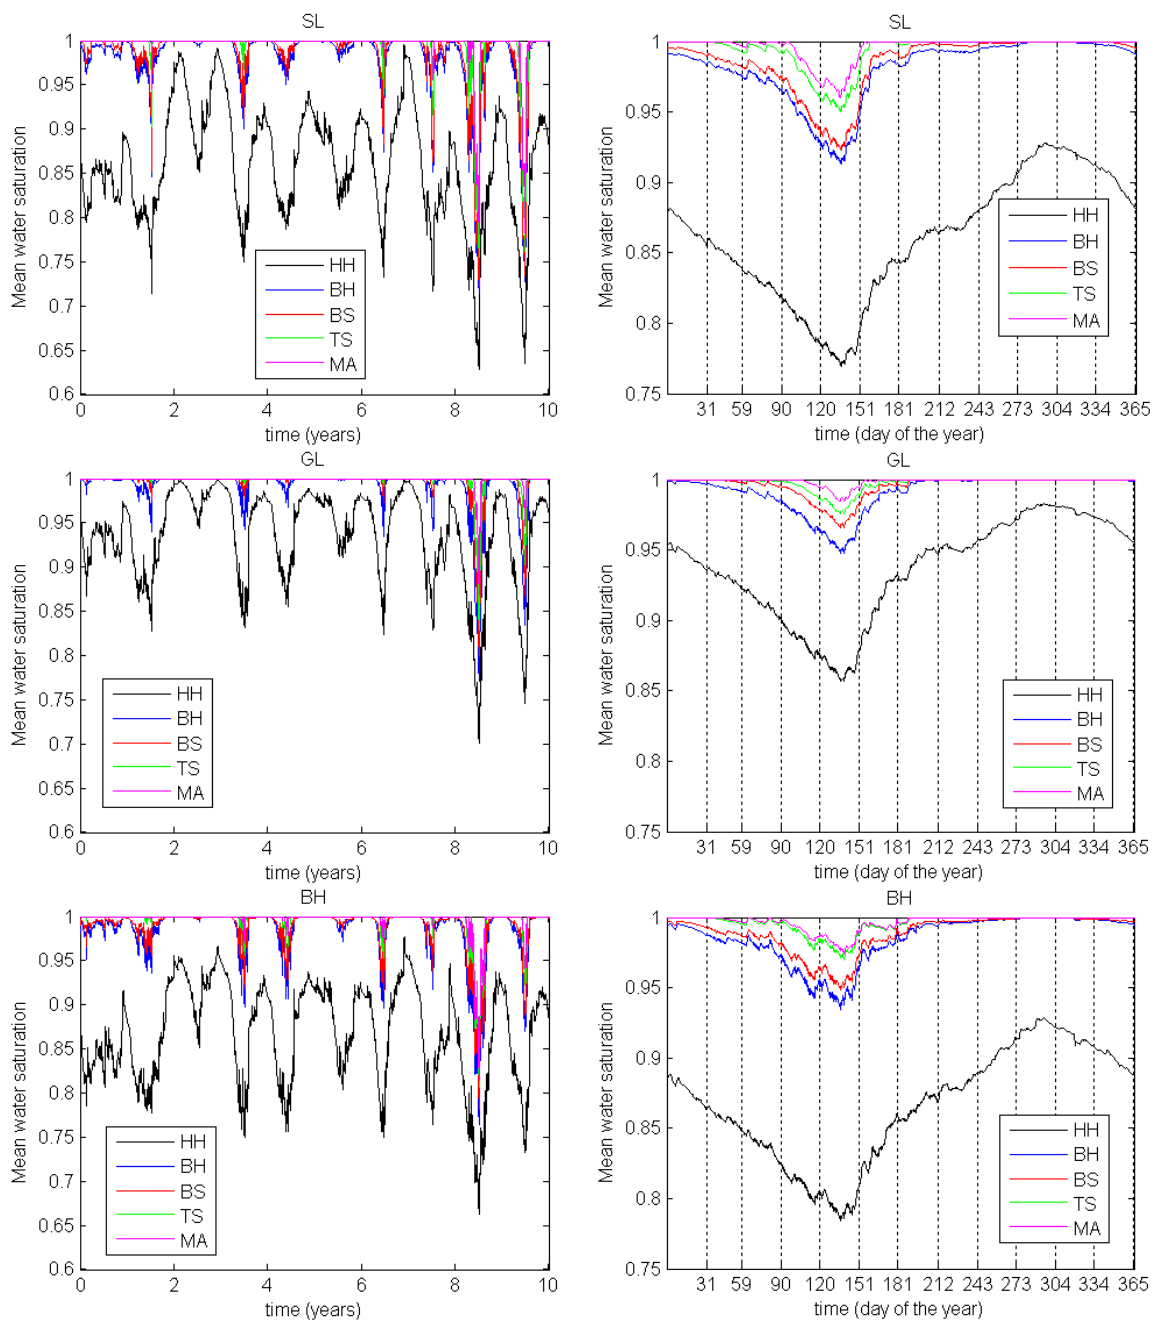 SL
Mean water saturation
1
0.95
0.9
0.85
0.8
0.75
0.7
0.65
0.6
HH
BH
BS
TS
MA
0 2 4 6 8 10
time (years)
SL
Mean water saturation
1
0.95
0.9
0.85
0.8
0.75
HH
BH
BS
TS
MA
31 59 90 120 151 181 212 243 273 304 334 365
time (day of the year)
GL
Mean water saturation
1
0.95
0.9
0.85
0.8
0.75
0.7
0.65
0.6
HH
BH
BS
TS
MA
0 2 4 6 8 10
time (years)
GL
Mean water saturation
1
0.95
0.9
0.85
0.8
0.75
HH
BH
BS
TS
MA
31 59 90 120 151 181 212 243 273 304 334 365
time (day of the year)
BH
Mean water saturation
1
0.95
0.9
0.85
0.8
0.75
0.7
0.65
0.6
HH
BH
BS
TS
MA
0 2 4 6 8 10
time (years)
BH
Mean water saturation
1
0.95
0.9
0.85
0.8
0.75
HH
BH
BS
TS
MA
31 59 90 120 151 181 212 243 273 304 334 365
time (day of the year)